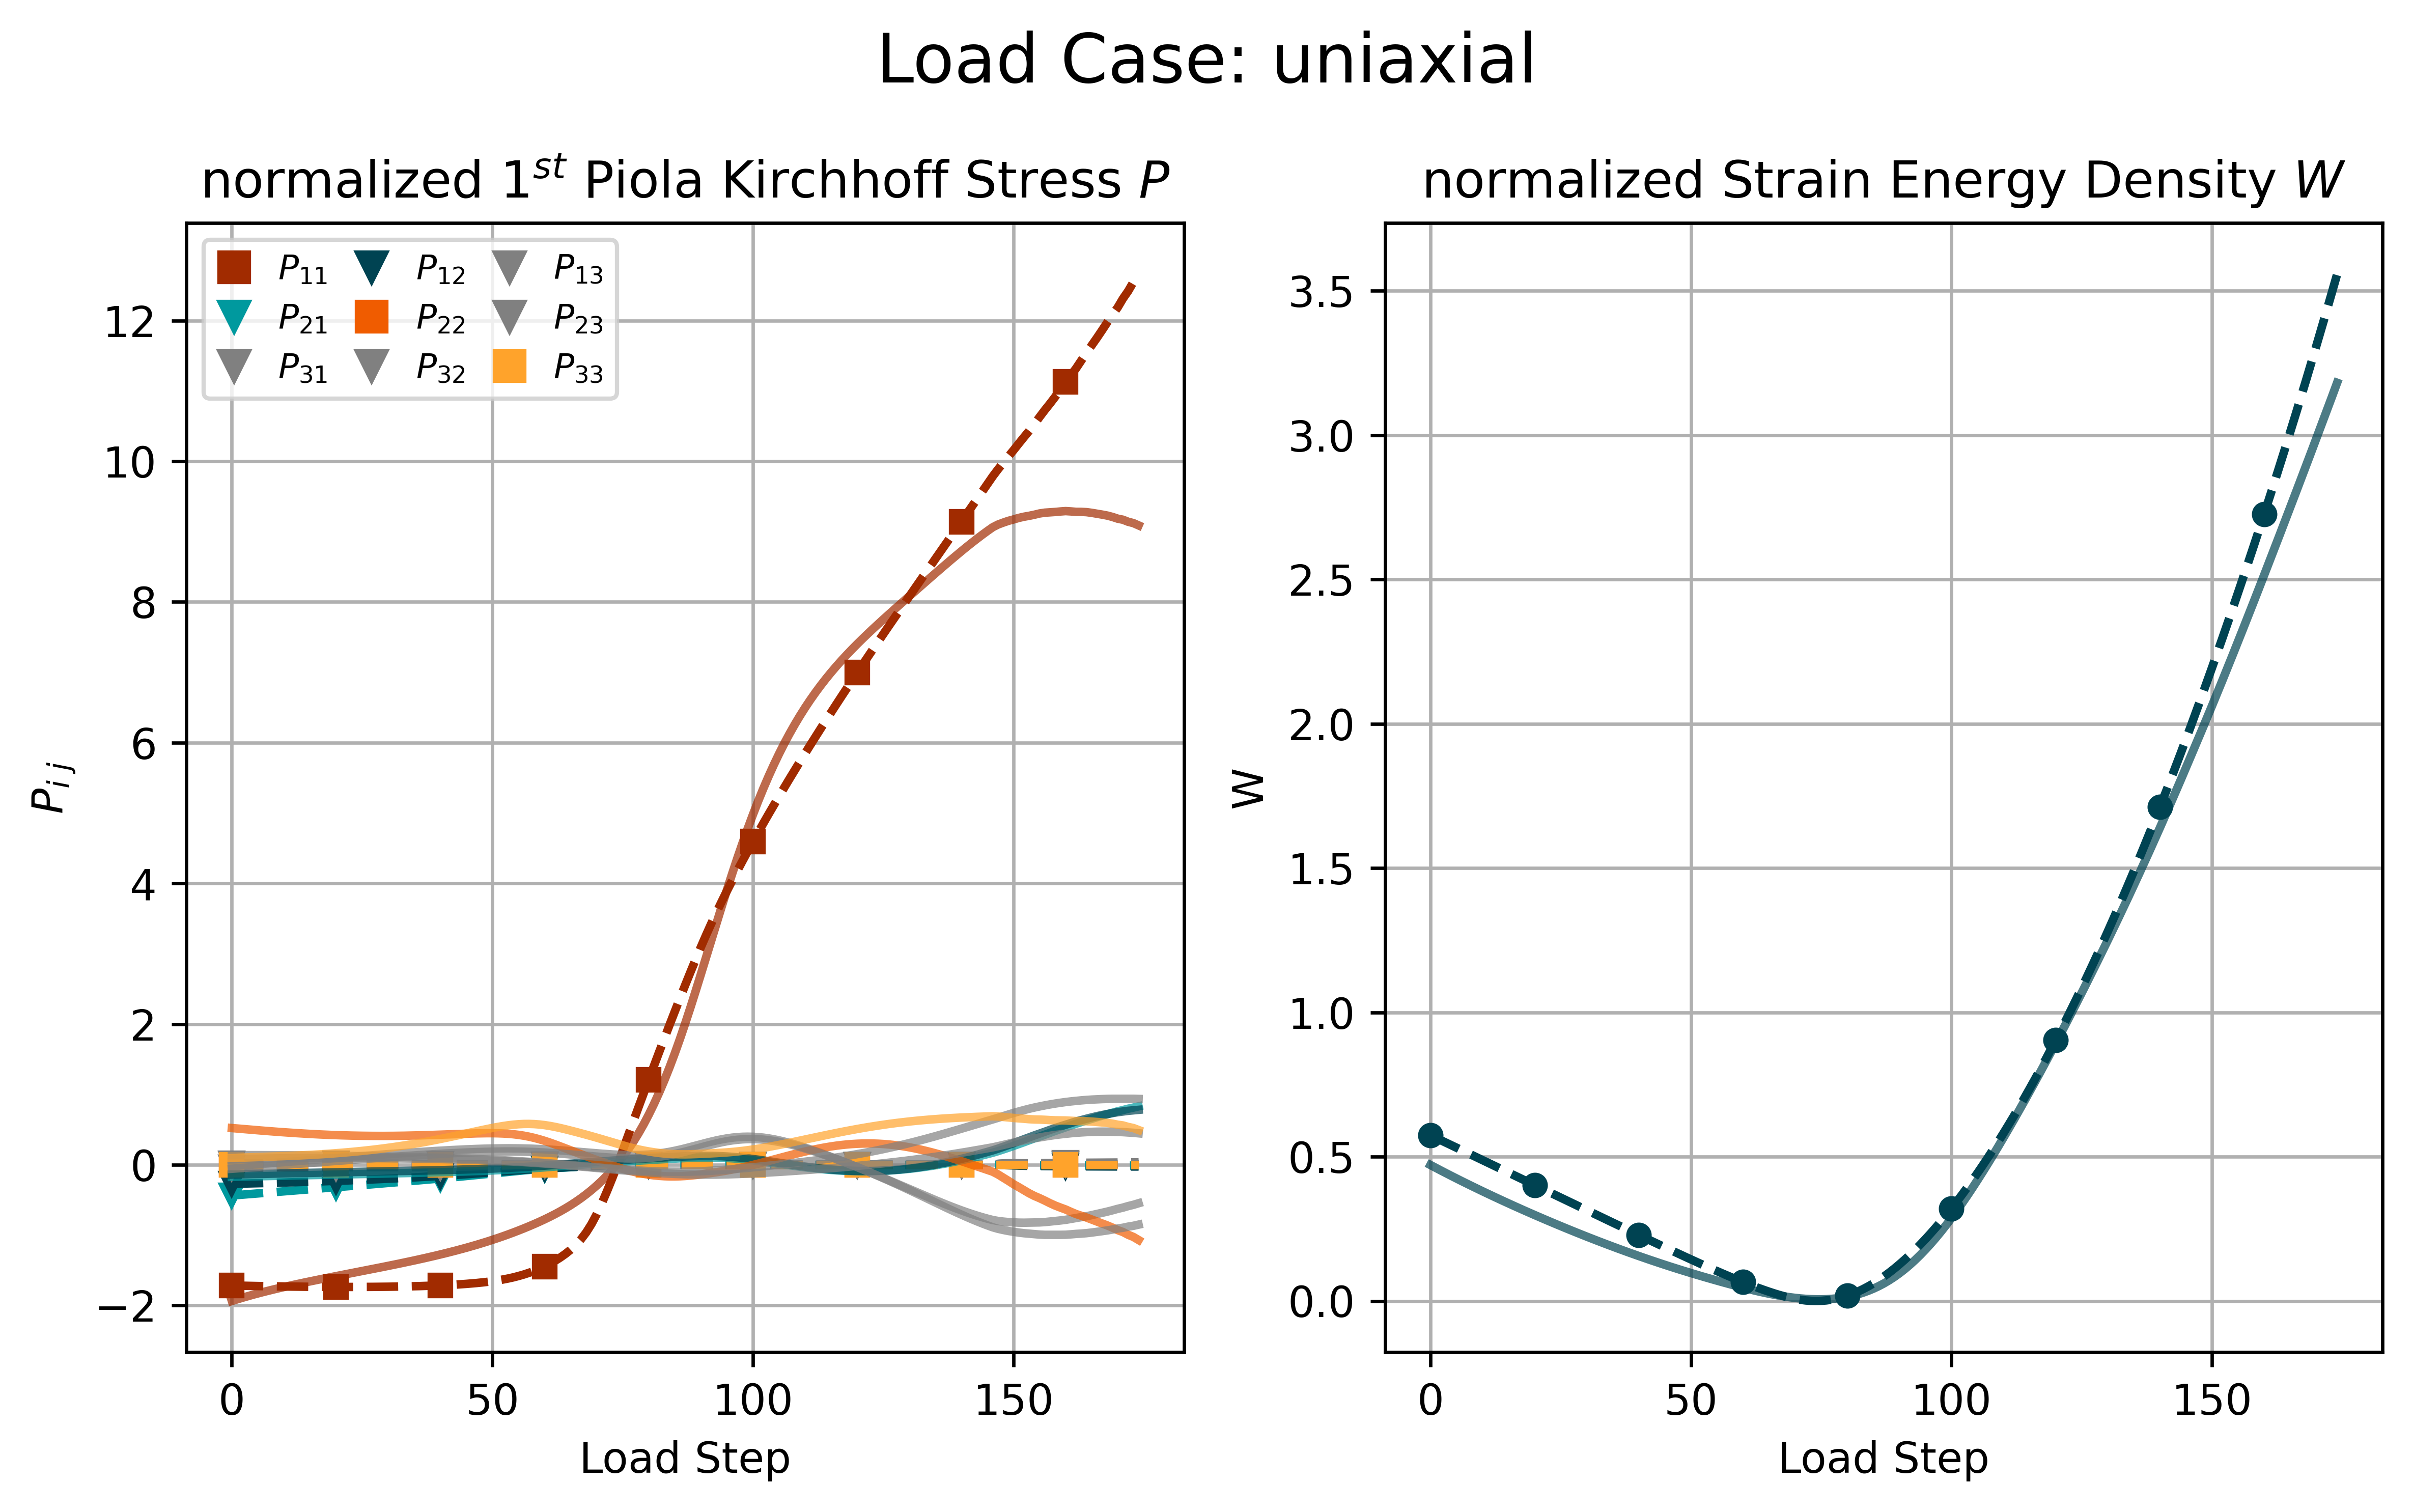 Load Case: uniaxial
normalized 1st Piola Kirchhoff Stress P
P11 P12 P13
P21 P22 P23
P31 P32 P33
12
10
8
6
4
2
0
−2
Pi j
0 50 100 150
Load Step
normalized Strain Energy Density W
3.5
3.0
2.5
2.0
1.5
1.0
0.5
0.0
W
0 50 100 150
Load Step